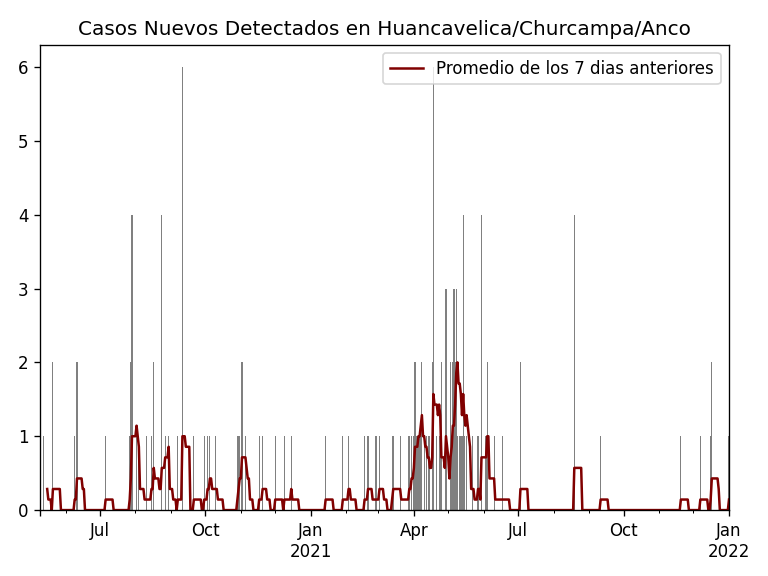 Casos Nuevos Detectados en Huancavelica/Churcampa/Anco
Promedio de los 7 dias anteriores
6
5
4
3
2
1
0
Jul
Oct
Jan
2021
Apr
Jul
Oct
Jan
2022